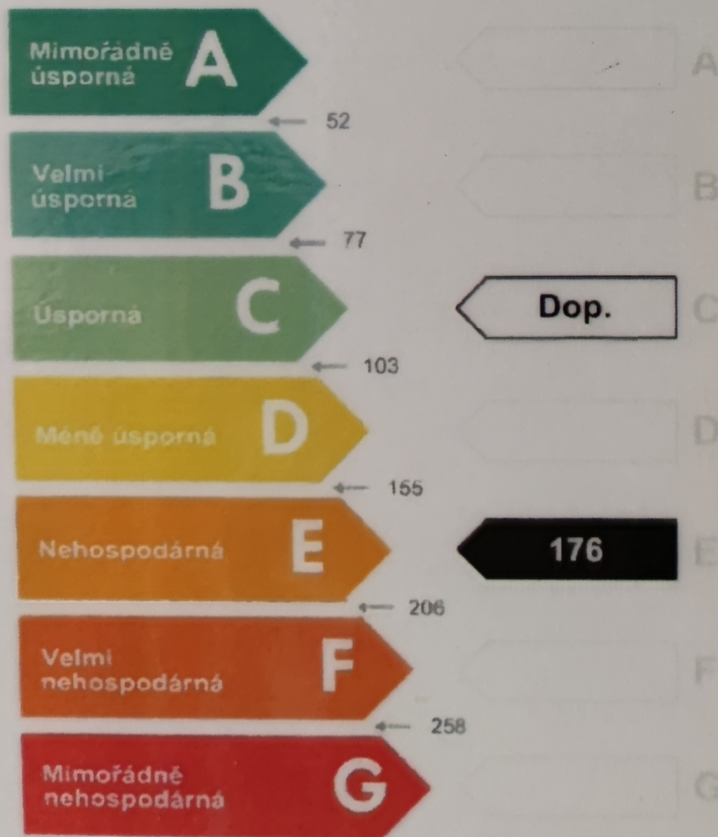 Mimořádně
úsporná
A
A
52
Velmi
úsporná
B
B
77
Úsporná
C
Dop.
C
103
Méně úsporná
D
D
155
Nehospodárná
E
176
E
206
Velmi
nehospodárná
F
F
258
Mimořádně
nehospodárná
G
G